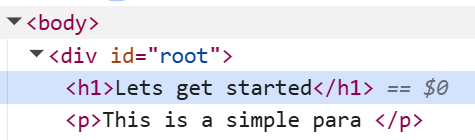 <body>
<div id="root">
<h1>Lets get started</h1> == $0
<p>This is a simple para </p>